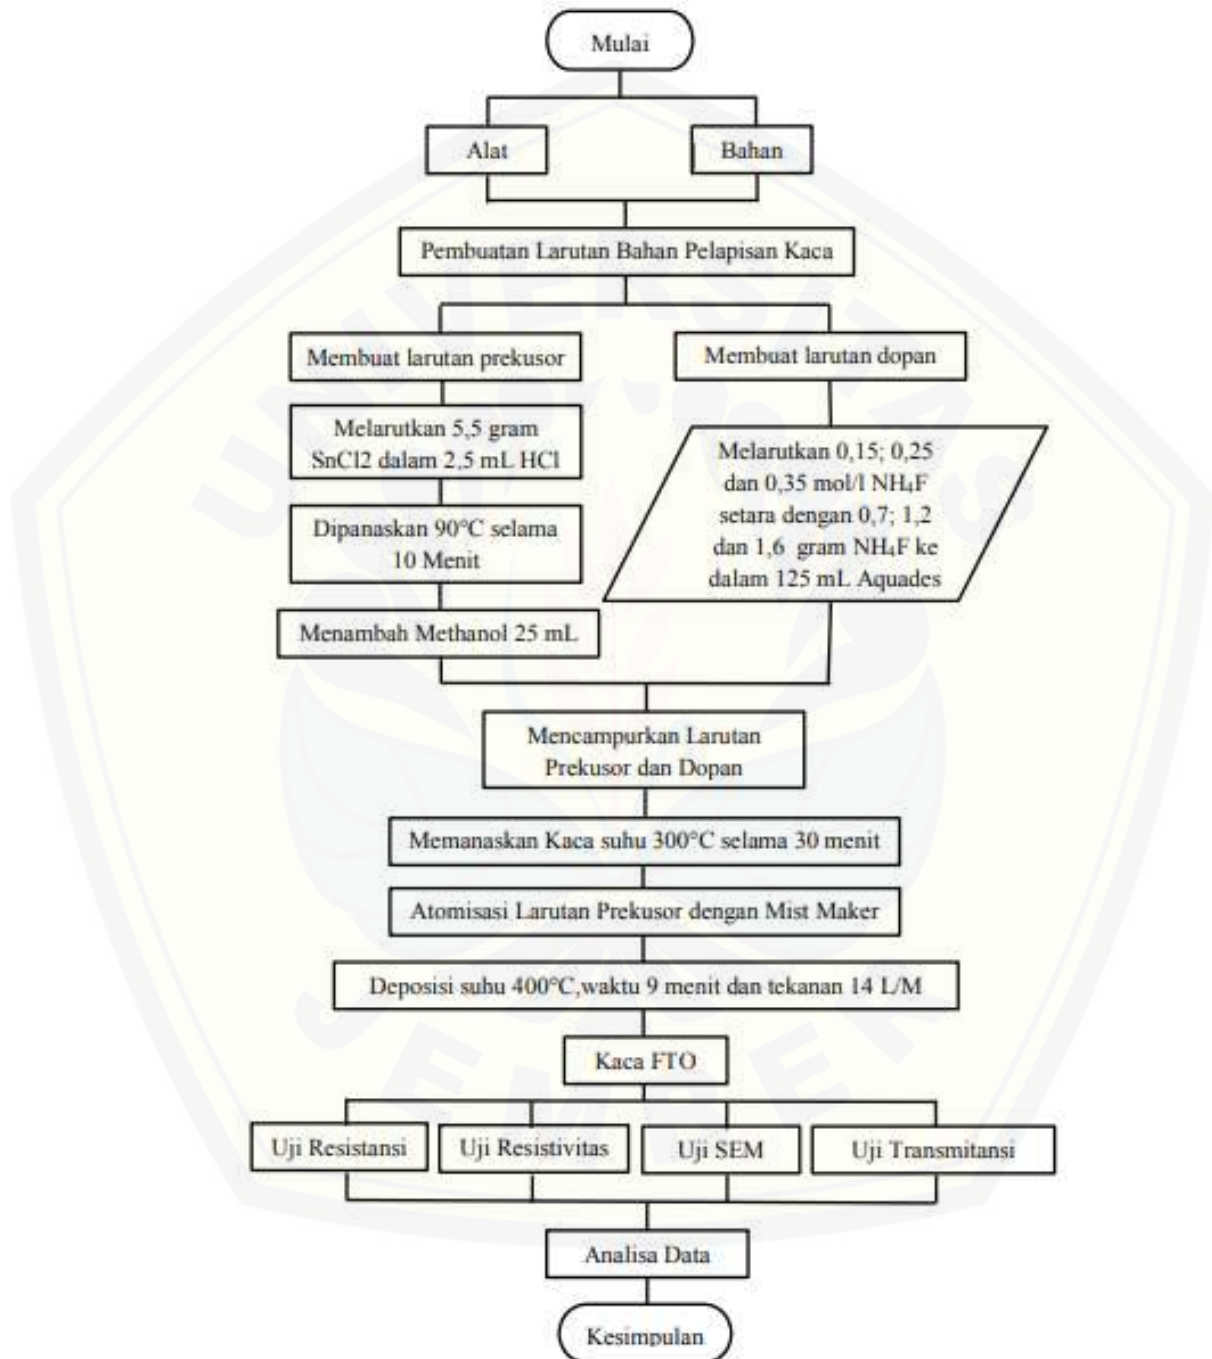 Mulai
Alat
Bahan
Pembuatan Larutan Bahan Pelapisan Kaca
Membuat larutan prekusor
Membuat larutan dopan
Melarutkan 5,5 gram
SnCl2 dalam 2,5 mL HCl
Dipanaskan 90°C selama
10 Menit
Menambah Methanol 25 mL
Melarutkan 0,15; 0,25
dan 0,35 mol/l NH₄F
setara dengan 0,7; 1,2
dan 1,6 gram NH₄F ke
dalam 125 mL Aquades
Mencampurkan Larutan
Prekusor dan Dopan
Memanaskan Kaca suhu 300°C selama 30 menit
Atomisasi Larutan Prekusor dengan Mist Maker
Deposisi suhu 400°C,waktu 9 menit dan tekanan 14 L/M
Kaca FTO
Uji Resistansi
Uji Resistivitas
Uji SEM
Uji Transmitansi
Analisa Data
Kesimpulan
UNIVERSITAS
JEMBER